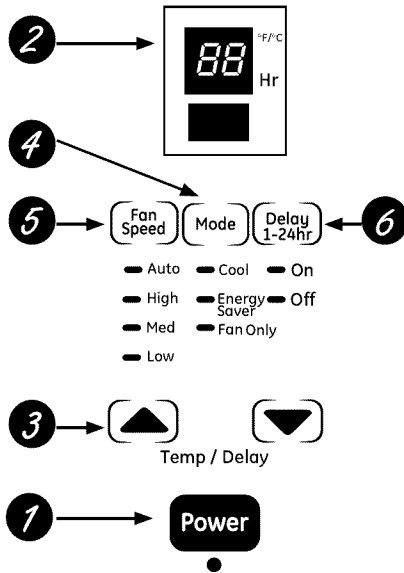 2
88
°F/°C
Hr
4
5
Fan
Speed
Mode
Delay
1-24hr
6
Auto
High
Med
Low
Cool
Energy
Saver
Fan Only
On
Off
3
Temp / Delay
1
Power